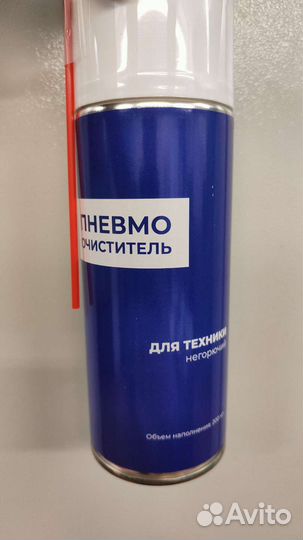 ПНЕВМО
ОЧИСТИТЕЛЬ
ДЛЯ ТЕХНИКИ
негорючий
Объем наполнения:
Avito